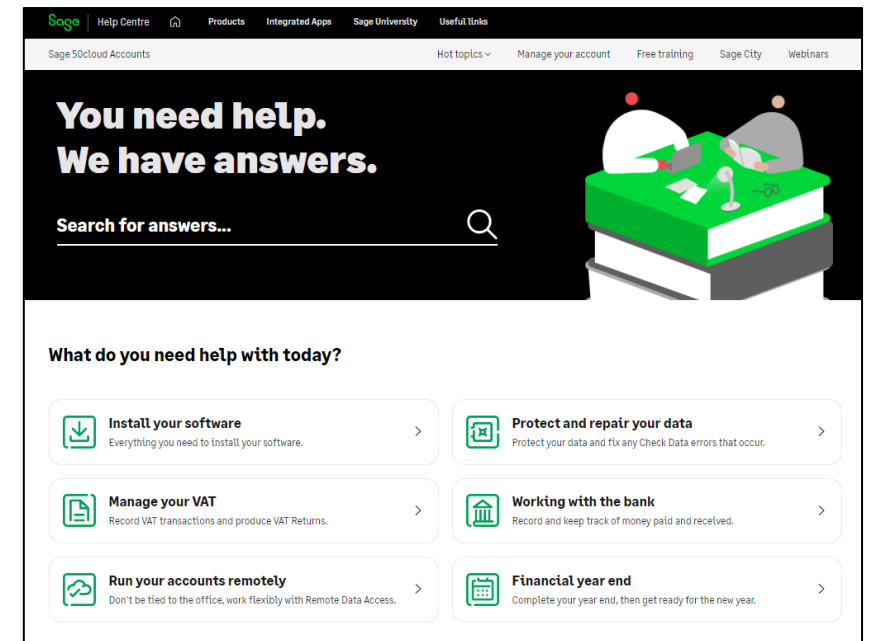 Sage Help Centre Products Integrated Apps Sage University Useful links
Sage 50cloud Accounts Hot topics Manage your account Free training Sage City Webinars
You need help.
We have answers.
Search for answers...
What do you need help with today?
Install your software
Everything you need to install your software.
Protect and repair your data
Protect your data and fix any Check Data errors that occur.
Manage your VAT
Record VAT transactions and produce VAT Returns.
Working with the bank
Record and keep track of money paid and received.
Run your accounts remotely
Don't be tied to the office, work flexibly with Remote Data Access.
Financial year end
Complete your year end, then get ready for the new year.